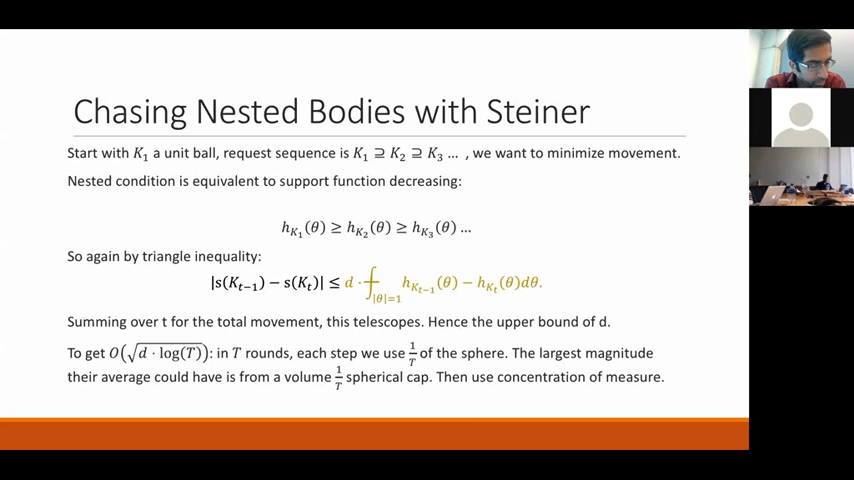 Chasing Nested Bodies with Steiner
Start with K₁ a unit ball, request sequence is K₁ ⊇ K₂ ⊇ K₃ … , we want to minimize movement.
Nested condition is equivalent to support function decreasing:
h_{K₁}(θ) ≥ h_{K₂}(θ) ≥ h_{K₃}(θ) …
So again by triangle inequality:
|s(K_{t−1}) − s(K_t)| ≤ d · ⨍_{|θ|=1} h_{K_{t−1}}(θ) − h_{K_t}(θ)dθ.
Summing over t for the total movement, this telescopes. Hence the upper bound of d.
To get O(√(d · log(T))): in T rounds, each step we use 1/T of the sphere. The largest magnitude
their average could have is from a volume 1/T spherical cap. Then use concentration of measure.